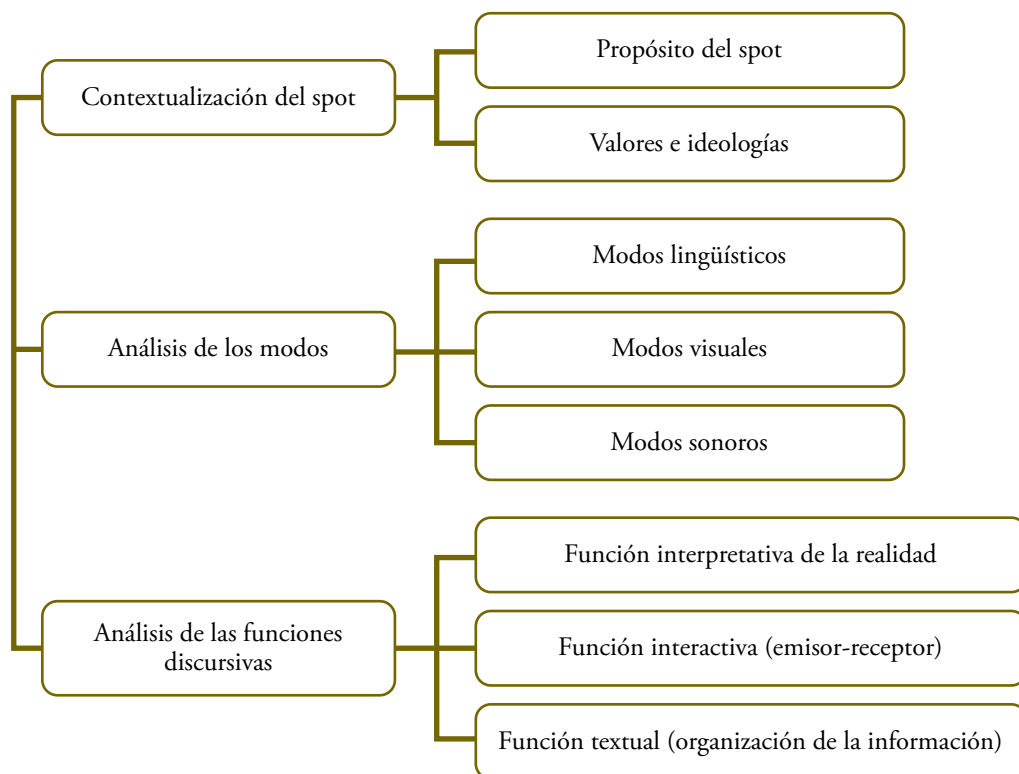 Contextualización del spot
Propósito del spot
Valores e ideologías
Análisis de los modos
Modos lingüísticos
Modos visuales
Modos sonoros
Análisis de las funciones
discursivas
Función interpretativa de la realidad
Función interactiva (emisor-receptor)
Función textual (organización de la información)